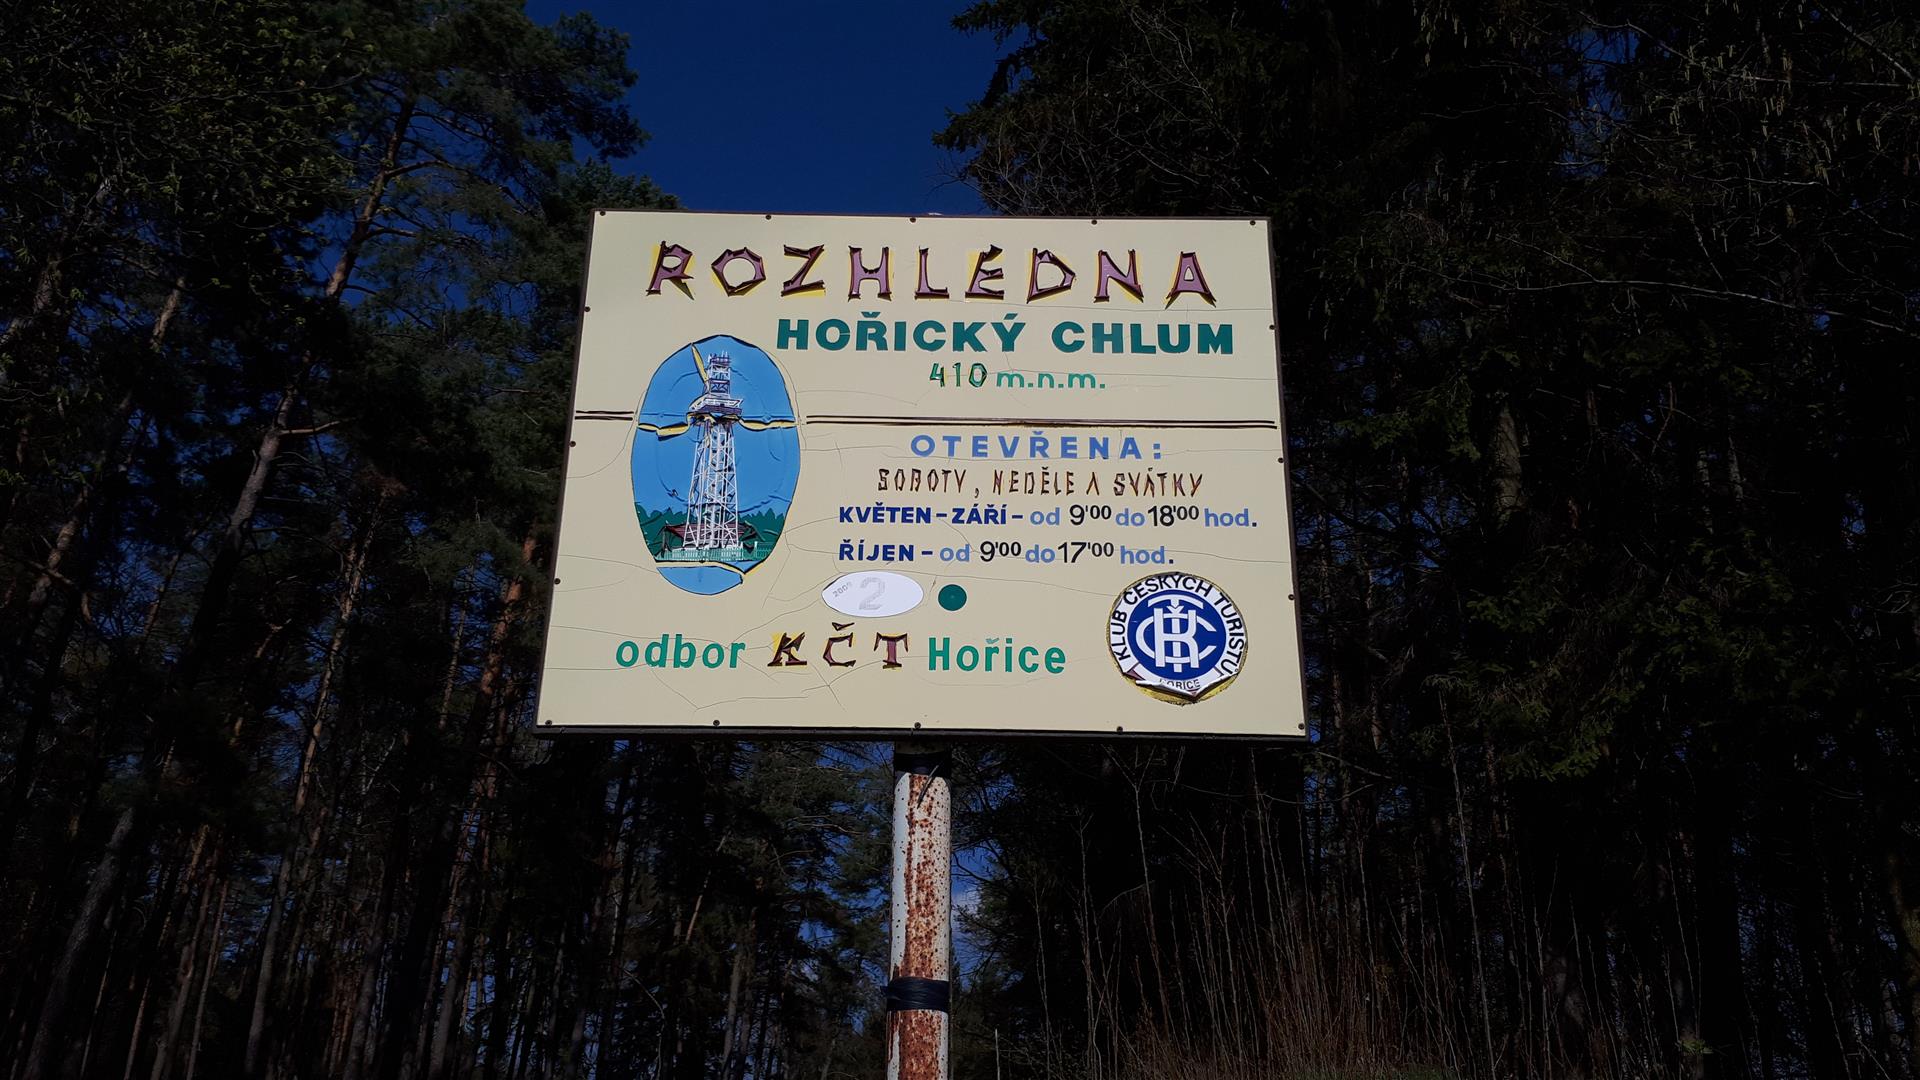 ROZHLEDNA
HOŘICKÝ CHLUM
410 m.n.m.
OTEVŘENA:
SOBOTY, NEDĚLE A SVÁTKY
KVĚTEN-ZÁŘÍ- od 9'00 do 18'00 hod.
ŘÍJEN - od 9'00 do 17'00 hod.
2009 2
odbor KČT Hořice
KLUB ČESKÝCH TURISTŮ
KČT
HOŘICE